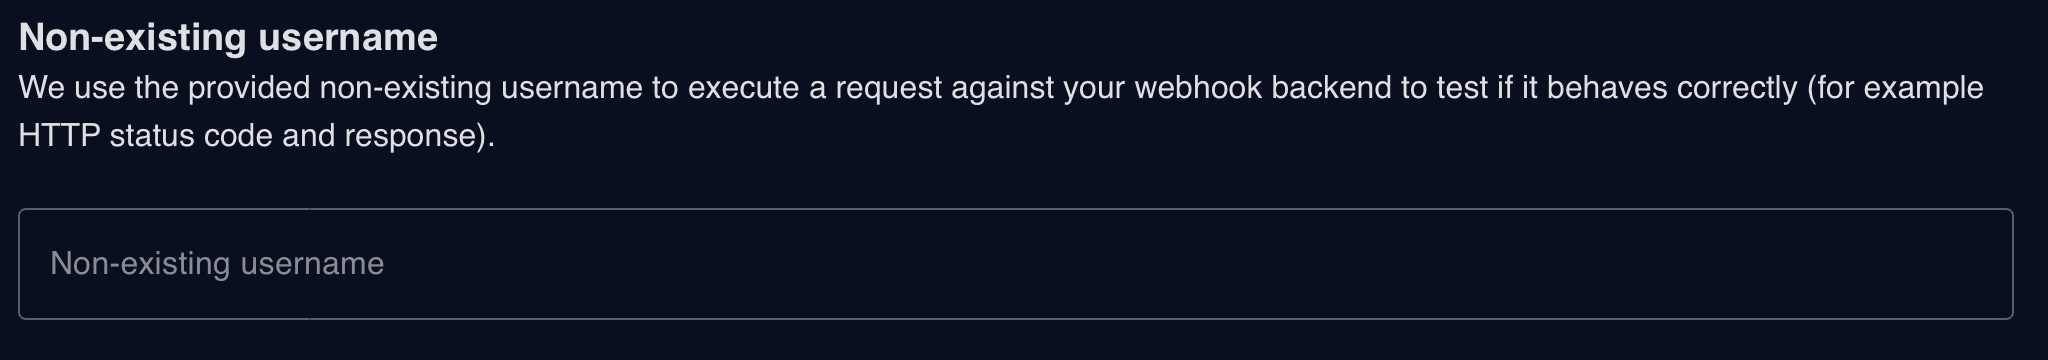 Non-existing username
We use the provided non-existing username to execute a request against your webhook backend to test if it behaves correctly (for example
HTTP status code and response).
Non-existing username